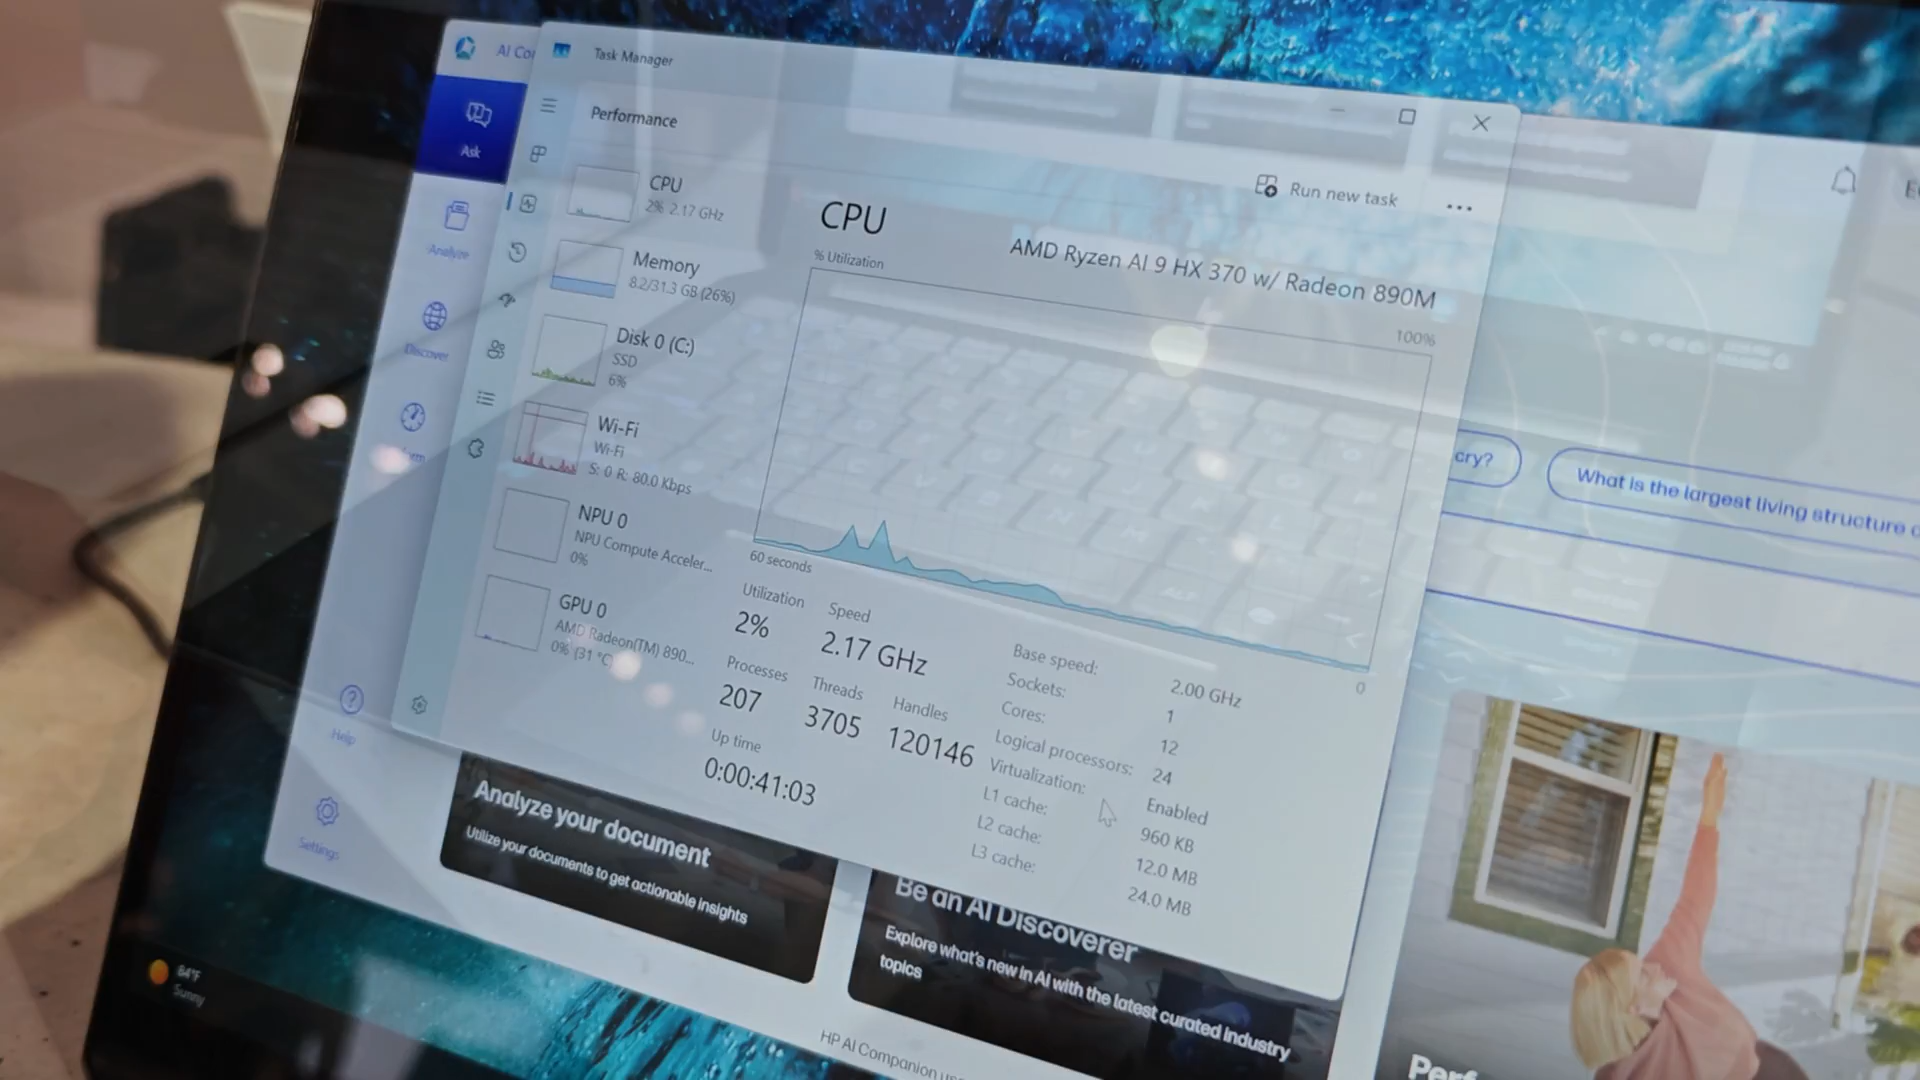 AI Co
Task Manager
Performance
Ask
Analyze
Discover
Help
Settings
CPU
2% 2.17 GHz
Memory
8.2/31.3 GB (26%)
Disk 0 (C:)
SSD
6%
Wi-Fi
Wi-Fi
S: 0 R: 80.0 Kbps
NPU 0
NPU Compute Acceler...
0%
GPU 0
AMD Radeon(TM) 890...
0% (31 °C)
Run new task
CPU
AMD Ryzen AI 9 HX 370 w/ Radeon 890M
% Utilization
100%
60 seconds
0
Utilization
2%
Speed
2.17 GHz
Processes
207
Threads
3705
Handles
120146
Up time
0:00:41:03
Base speed: 2.00 GHz
Sockets: 1
Cores: 12
Logical processors: 24
Virtualization: Enabled
L1 cache: 960 KB
L2 cache: 12.0 MB
L3 cache: 24.0 MB
cry?
What is the largest living structure
Analyze your document
Utilize your documents to get actionable insights
Be an AI Discoverer
Explore what's new in AI with the latest curated industry
topics
HP AI Companion
64°F
Sunny